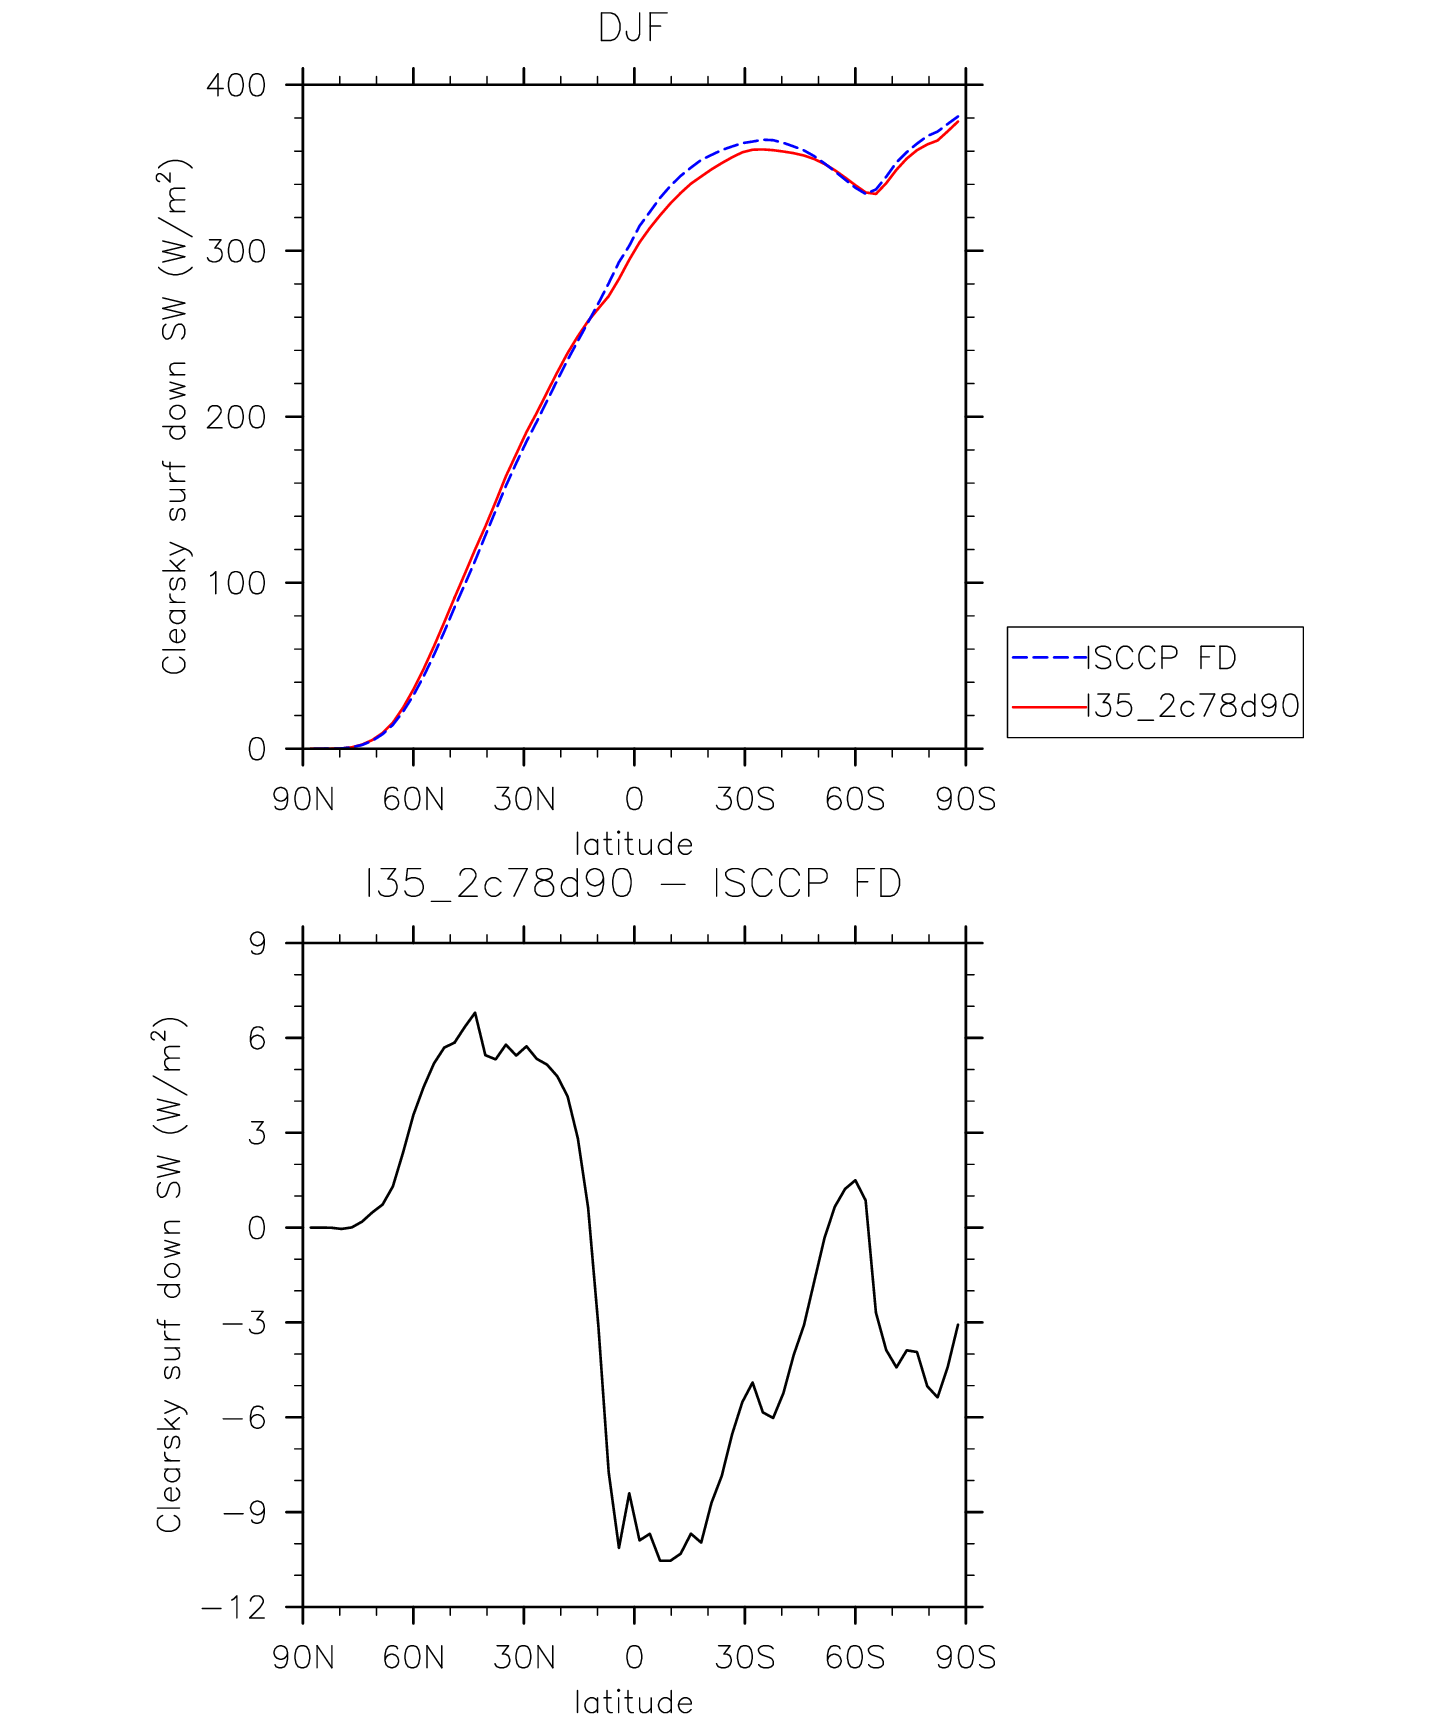 DJF
Clearsky surf down SW (W/m²)
400
300
200
100
0
90N 60N 30N 0 30S 60S 90S
latitude
ISCCP FD
I35_2c78d90
I35_2c78d90 − ISCCP FD
Clearsky surf down SW (W/m²)
9
6
3
0
−3
−6
−9
−12
90N 60N 30N 0 30S 60S 90S
latitude